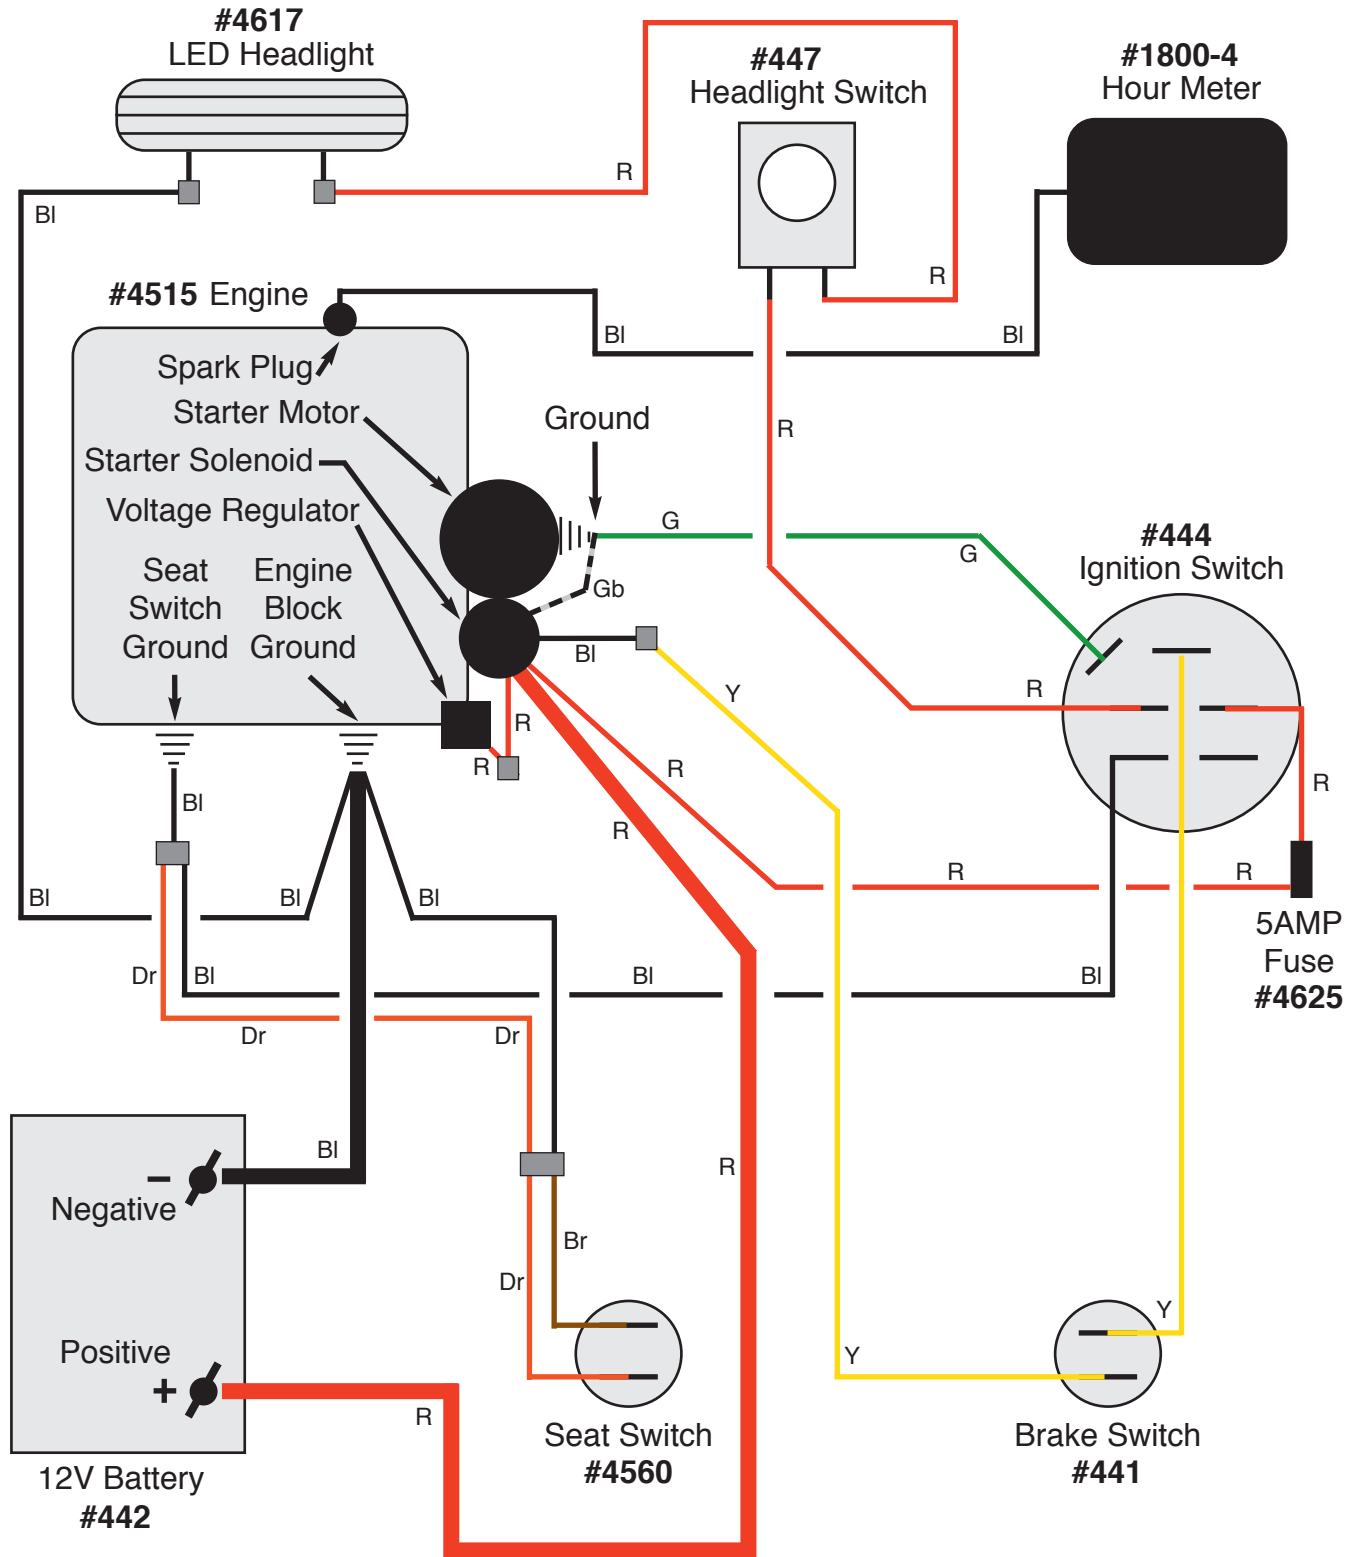 #4617
LED Headlight
#447
Headlight Switch
#1800-4
Hour Meter
R
Bl
R
#4515 Engine
Bl
Bl
Spark Plug
Starter Motor
Ground
R
Starter Solenoid
Voltage Regulator
G
G
#444
Ignition Switch
Seat
Switch
Ground
Engine
Block
Ground
Gb
Bl
Y
R
R
R
R
R
R
Bl
Bl
Bl
Bl
R
R
5AMP
Fuse
#4625
Dr
Bl
Bl
Bl
Dr
Dr
Bl
R
–
Negative
Br
Dr
Y
Y
Positive
+
R
Seat Switch
#4560
Brake Switch
#441
12V Battery
#442